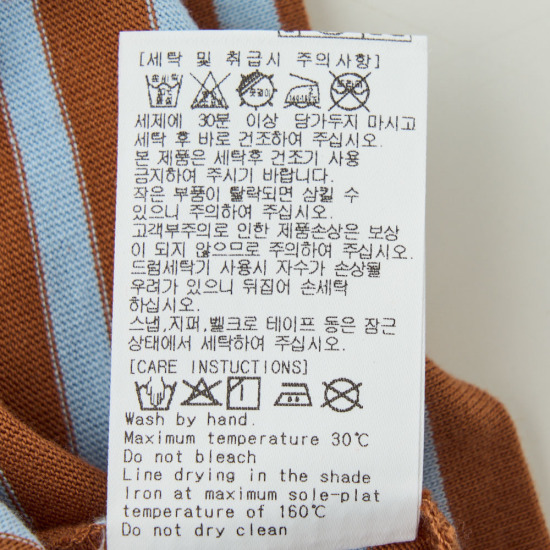 [세탁 및 취급시 주의사항]
세제에 30분 이상 담가두지 마시고
세탁 후 바로 건조하여 주십시오.
본 제품은 세탁후 건조기 사용
금지하여 주시기 바랍니다.
작은 부품이 탈락되면 삼킬 수
있으니 주의하여 주십시오.
고객부주의로 인한 제품손상은 보상
이 되지 않으므로 주의하여 주십시오.
드럼세탁기 사용시 자수가 손상될
우려가 있으니 뒤집어 손세탁
하십시오.
스냅,지퍼,벨크로 테이프 등은 잠근
상태에서 세탁하여 주십시오.
[CARE INSTUCTIONS]
Wash by hand.
Maximum temperature 30℃
Do not bleach
Line drying in the shade
Iron at maximum sole-plat
temperature of 160℃
Do not dry clean